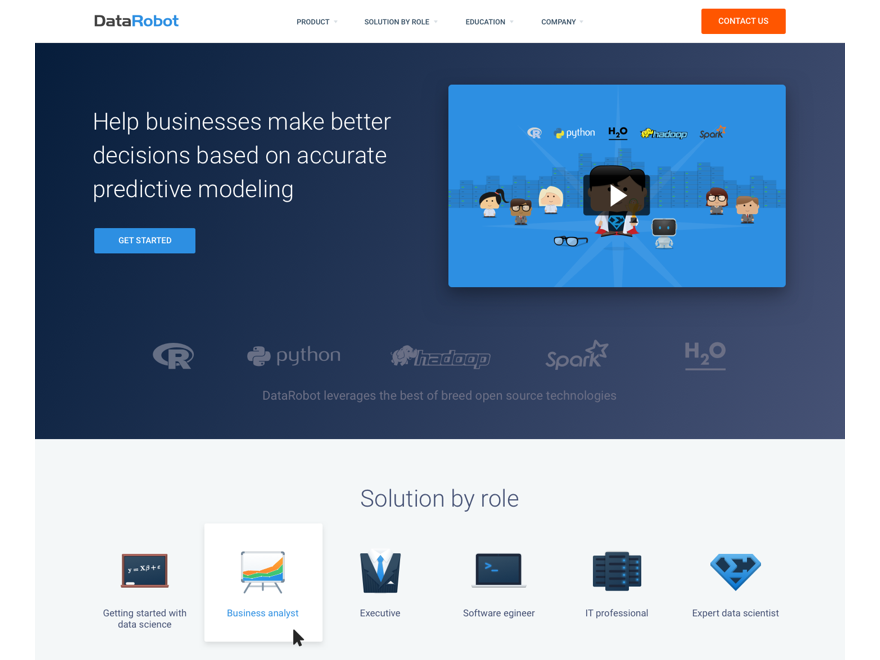 DataRobot
PRODUCT
SOLUTION BY ROLE
EDUCATION
COMPANY
CONTACT US
Help businesses make better
decisions based on accurate
predictive modeling
GET STARTED
R
python
H2O
hadoop
Spark
R
python
hadoop
Spark
H2O
DataRobot leverages the best of breed open source technologies
Solution by role
y = Xβ + ε
>_
Getting started with
data science
Business analyst
Executive
Software egineer
IT professional
Expert data scientist